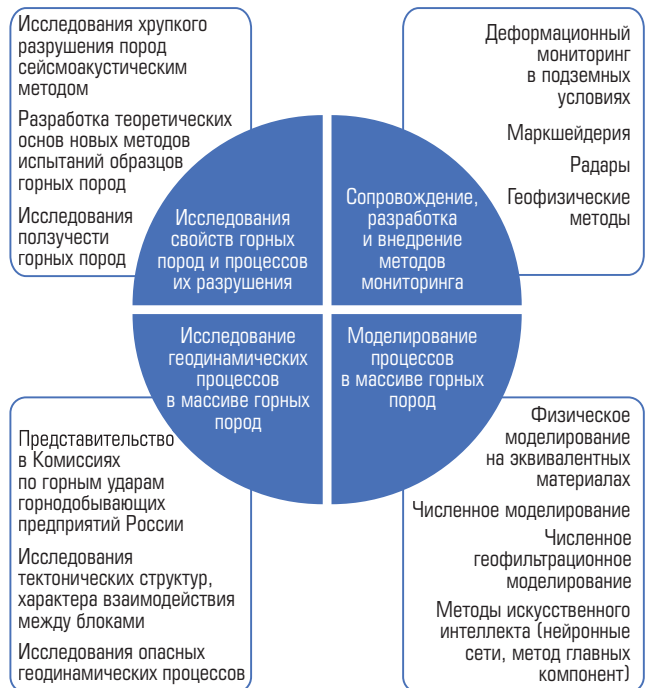 Исследования хрупкого
разрушения пород
сейсмоакустическим
методом
Разработка теоретических
основ новых методов
испытаний образцов
горных пород
Исследования
ползучести
горных пород
Деформационный
мониторинг
в подземных
условиях
Маркшейдерия
Радары
Геофизические
методы
Исследования
свойств горных
пород и процессов
их разрушения
Сопровождение,
разработка
и внедрение
методов
мониторинга
Исследование
геодинамических
процессов
в массиве горных
пород
Моделирование
процессов
в массиве горных
пород
Представительство
в Комиссиях
по горным ударам
горнодобывающих
предприятий России
Исследования
тектонических структур,
характера взаимодействия
между блоками
Исследования опасных
геодинамических процессов
Физическое
моделирование
на эквивалентных
материалах
Численное моделирование
Численное
геофильтрационное
моделирование
Методы искусственного
интеллекта (нейронные
сети, метод главных
компонент)